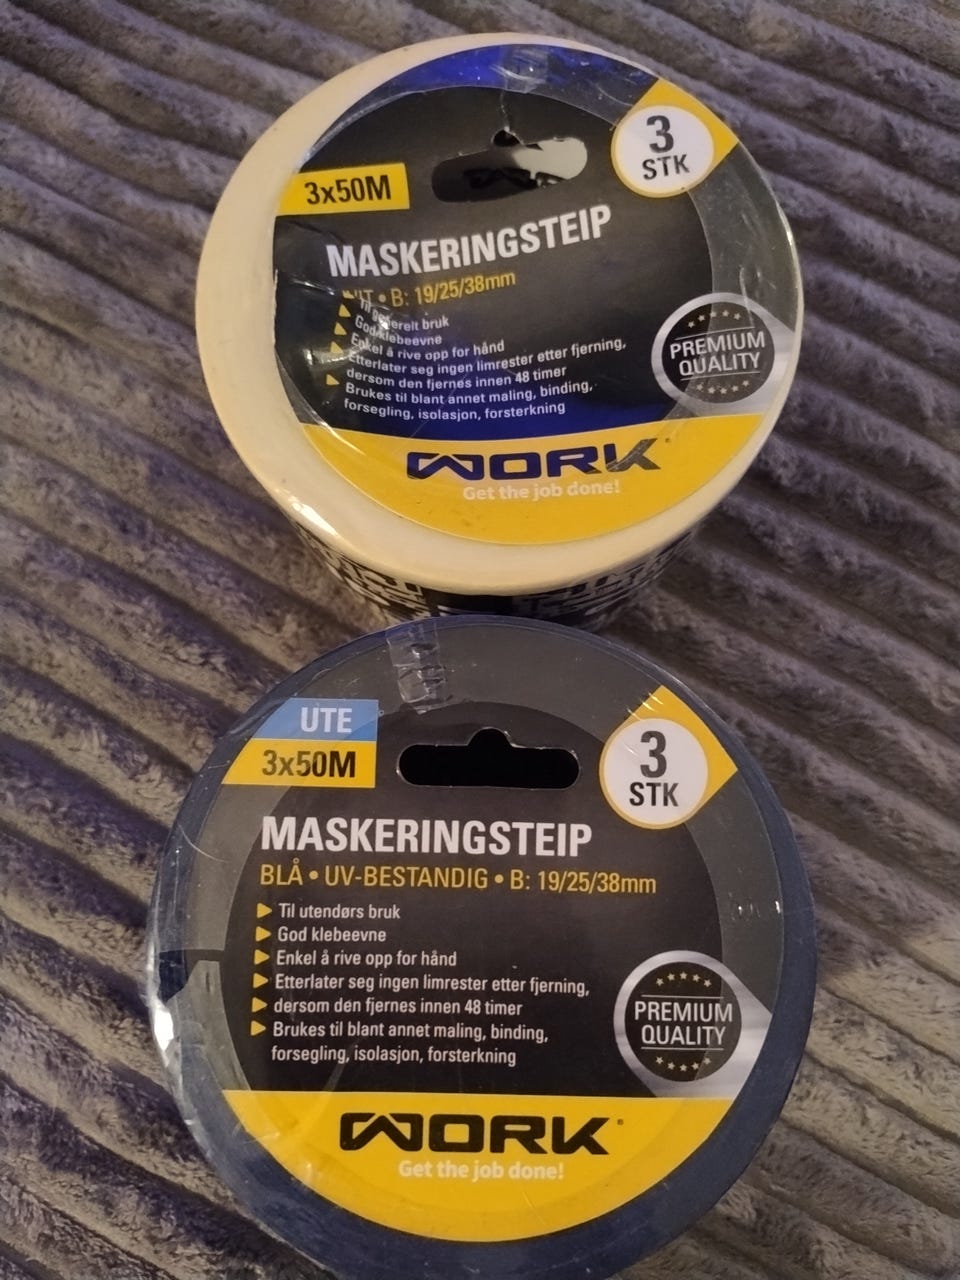 3
STK
3x50M
MASKERINGSTEIP
B: 19/25/38mm
Til generelt bruk
God klebeevne
Enkel å rive opp for hånd
Etterlater seg ingen limrester etter fjerning,
dersom den fjernes innen 48 timer
Brukes til blant annet maling, binding,
forsegling, isolasjon, forsterkning
PREMIUM
QUALITY
WORK
Get the job done!
UTE
3x50M
3
STK
MASKERINGSTEIP
BLÅ • UV-BESTANDIG • B: 19/25/38mm
Til utendørs bruk
God klebeevne
Enkel å rive opp for hånd
Etterlater seg ingen limrester etter fjerning,
dersom den fjernes innen 48 timer
Brukes til blant annet maling, binding,
forsegling, isolasjon, forsterkning
PREMIUM
QUALITY
WORK
Get the job done!